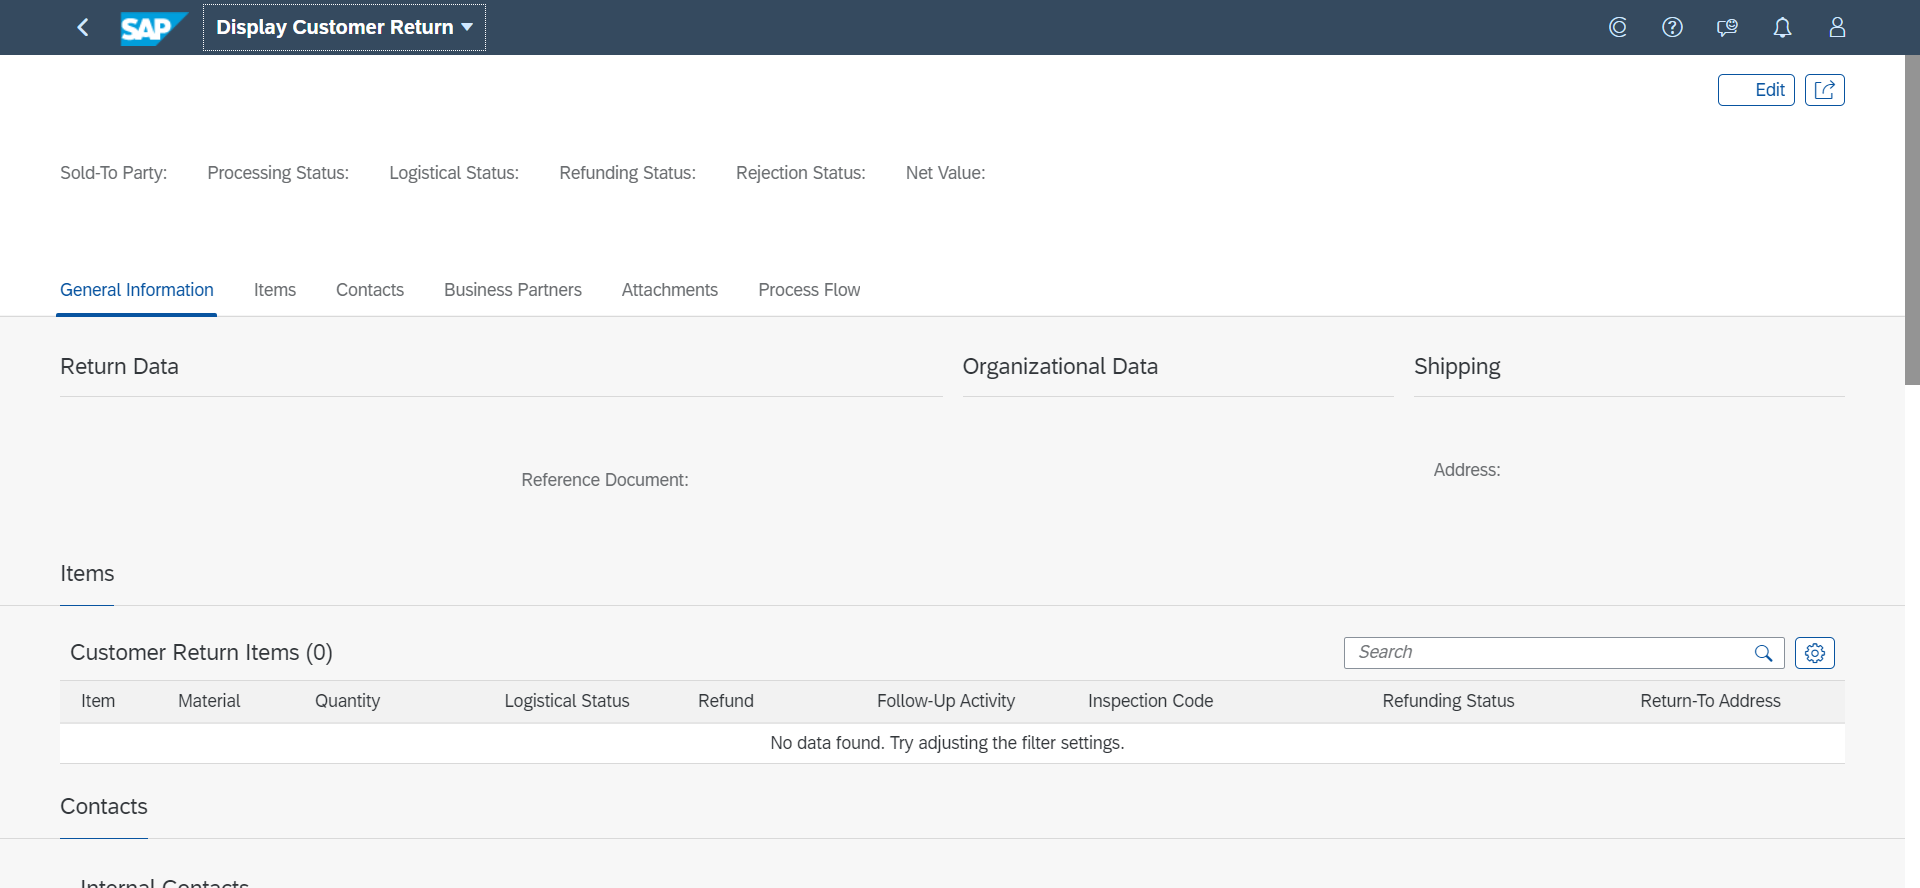 SAP Display Customer Return
Edit
Sold-To Party: Processing Status: Logistical Status: Refunding Status: Rejection Status: Net Value:
General Information Items Contacts Business Partners Attachments Process Flow
Return Data Organizational Data Shipping
Reference Document:
Address:
Items
Customer Return Items (0)
Search
Item Material Quantity Logistical Status Refund Follow-Up Activity Inspection Code Refunding Status Return-To Address
No data found. Try adjusting the filter settings.
Contacts
Internal Contacts